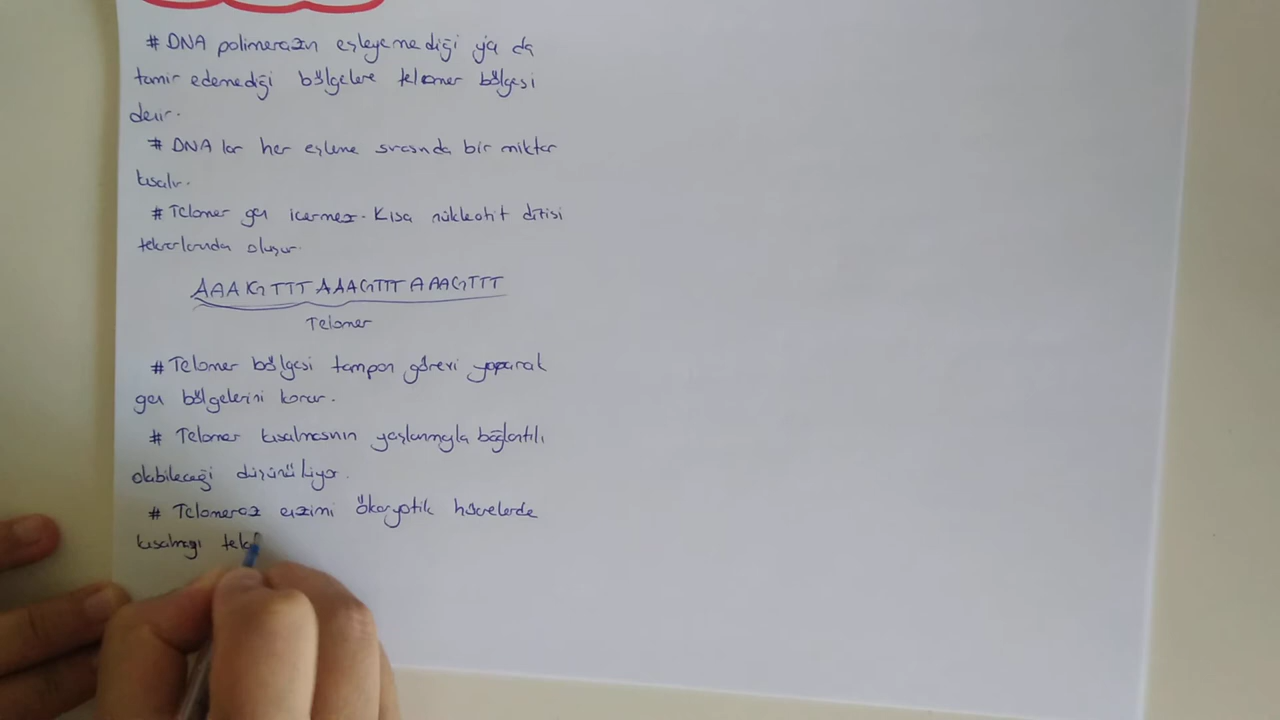 # DNA polimerazın eşleyemediği ya da
tamir edemediği bölgelere telomer bölgesi
denir.
# DNA lar her eşleme sırasında bir miktar
kısalır.
# Telomer gen içermez. Kısa nükleotit dizisi
tekrarlarından oluşur.
AAAGTTTAAAGTTTAAAGTTT
Telomer
# Telomer bölgesi tampon görevi yaparak
gen bölgelerini korur.
# Telomer kısalmasının yaşlanmayla bağlantılı
olabileceği düşünülüyor.
# Telomeraz enzimi ökaryotik hücrelerde
kısalmayı